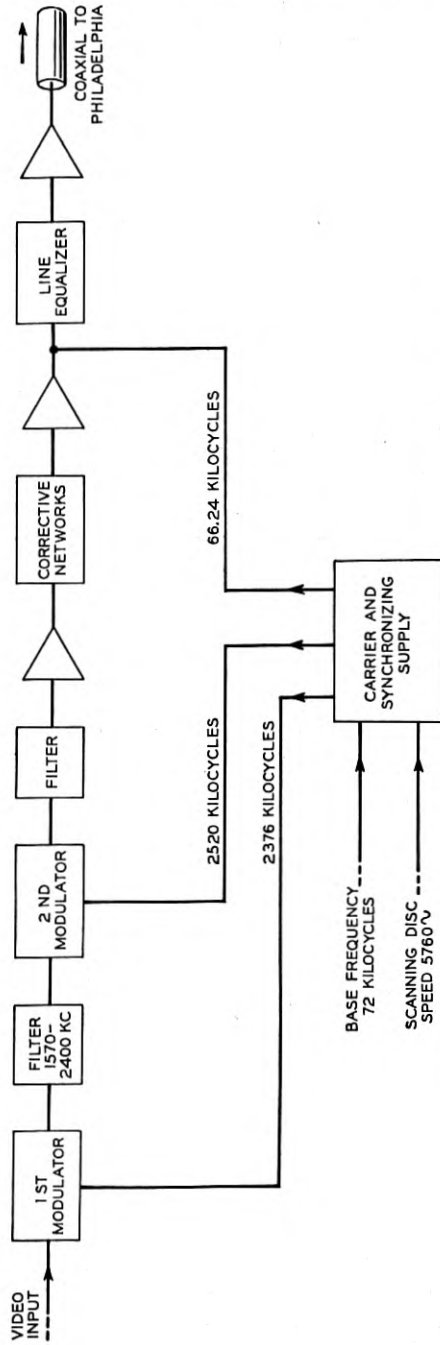 VIDEO
INPUT
1 ST
MODULATOR
FILTER
1570-
2400 KC
2 ND
MODULATOR
FILTER
CORRECTIVE
NETWORKS
LINE
EQUALIZER
COAXIAL TO
PHILADELPHIA
2520 KILOCYCLES
2376 KILOCYCLES
66.24 KILOCYCLES
BASE FREQUENCY
72 KILOCYCLES
SCANNING DISC
SPEED 5760~
CARRIER AND
SYNCHRONIZING
SUPPLY